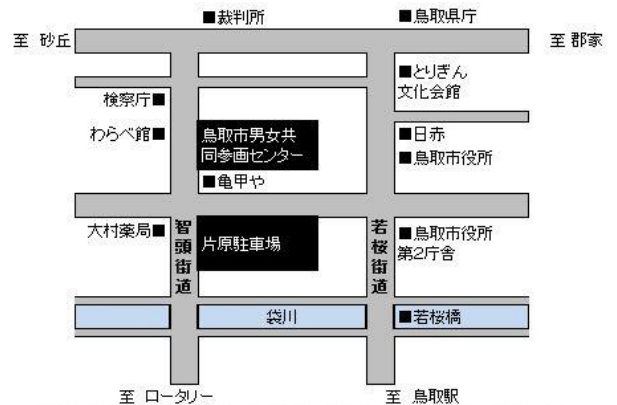 ■裁判所
■鳥取県庁
至 砂丘
至 郡家
■とりぎん
文化会館
検察庁■
わらべ館■
鳥取市男女共
同参画センター
■日赤
■鳥取市役所
■亀甲や
大村薬局■
智頭街道
片原駐車場
若桜街道
■鳥取市役所
第2庁舎
袋川
■若桜橋
至 ロータリー
至 鳥取駅